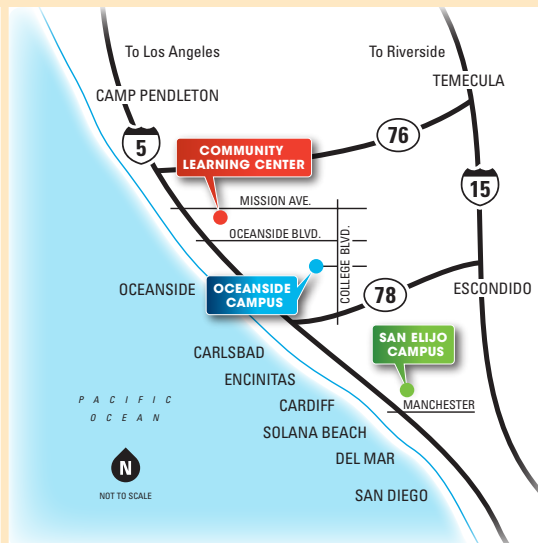 To Los Angeles
To Riverside
TEMECULA
CAMP PENDLETON
76
5
COMMUNITY
LEARNING CENTER
15
MISSION AVE.
OCEANSIDE BLVD.
COLLEGE BLVD.
OCEANSIDE
OCEANSIDE
CAMPUS
78
ESCONDIDO
SAN ELIJO
CAMPUS
CARLSBAD
ENCINITAS
PACIFIC
OCEAN
CARDIFF
MANCHESTER
SOLANA BEACH
DEL MAR
N
NOT TO SCALE
SAN DIEGO